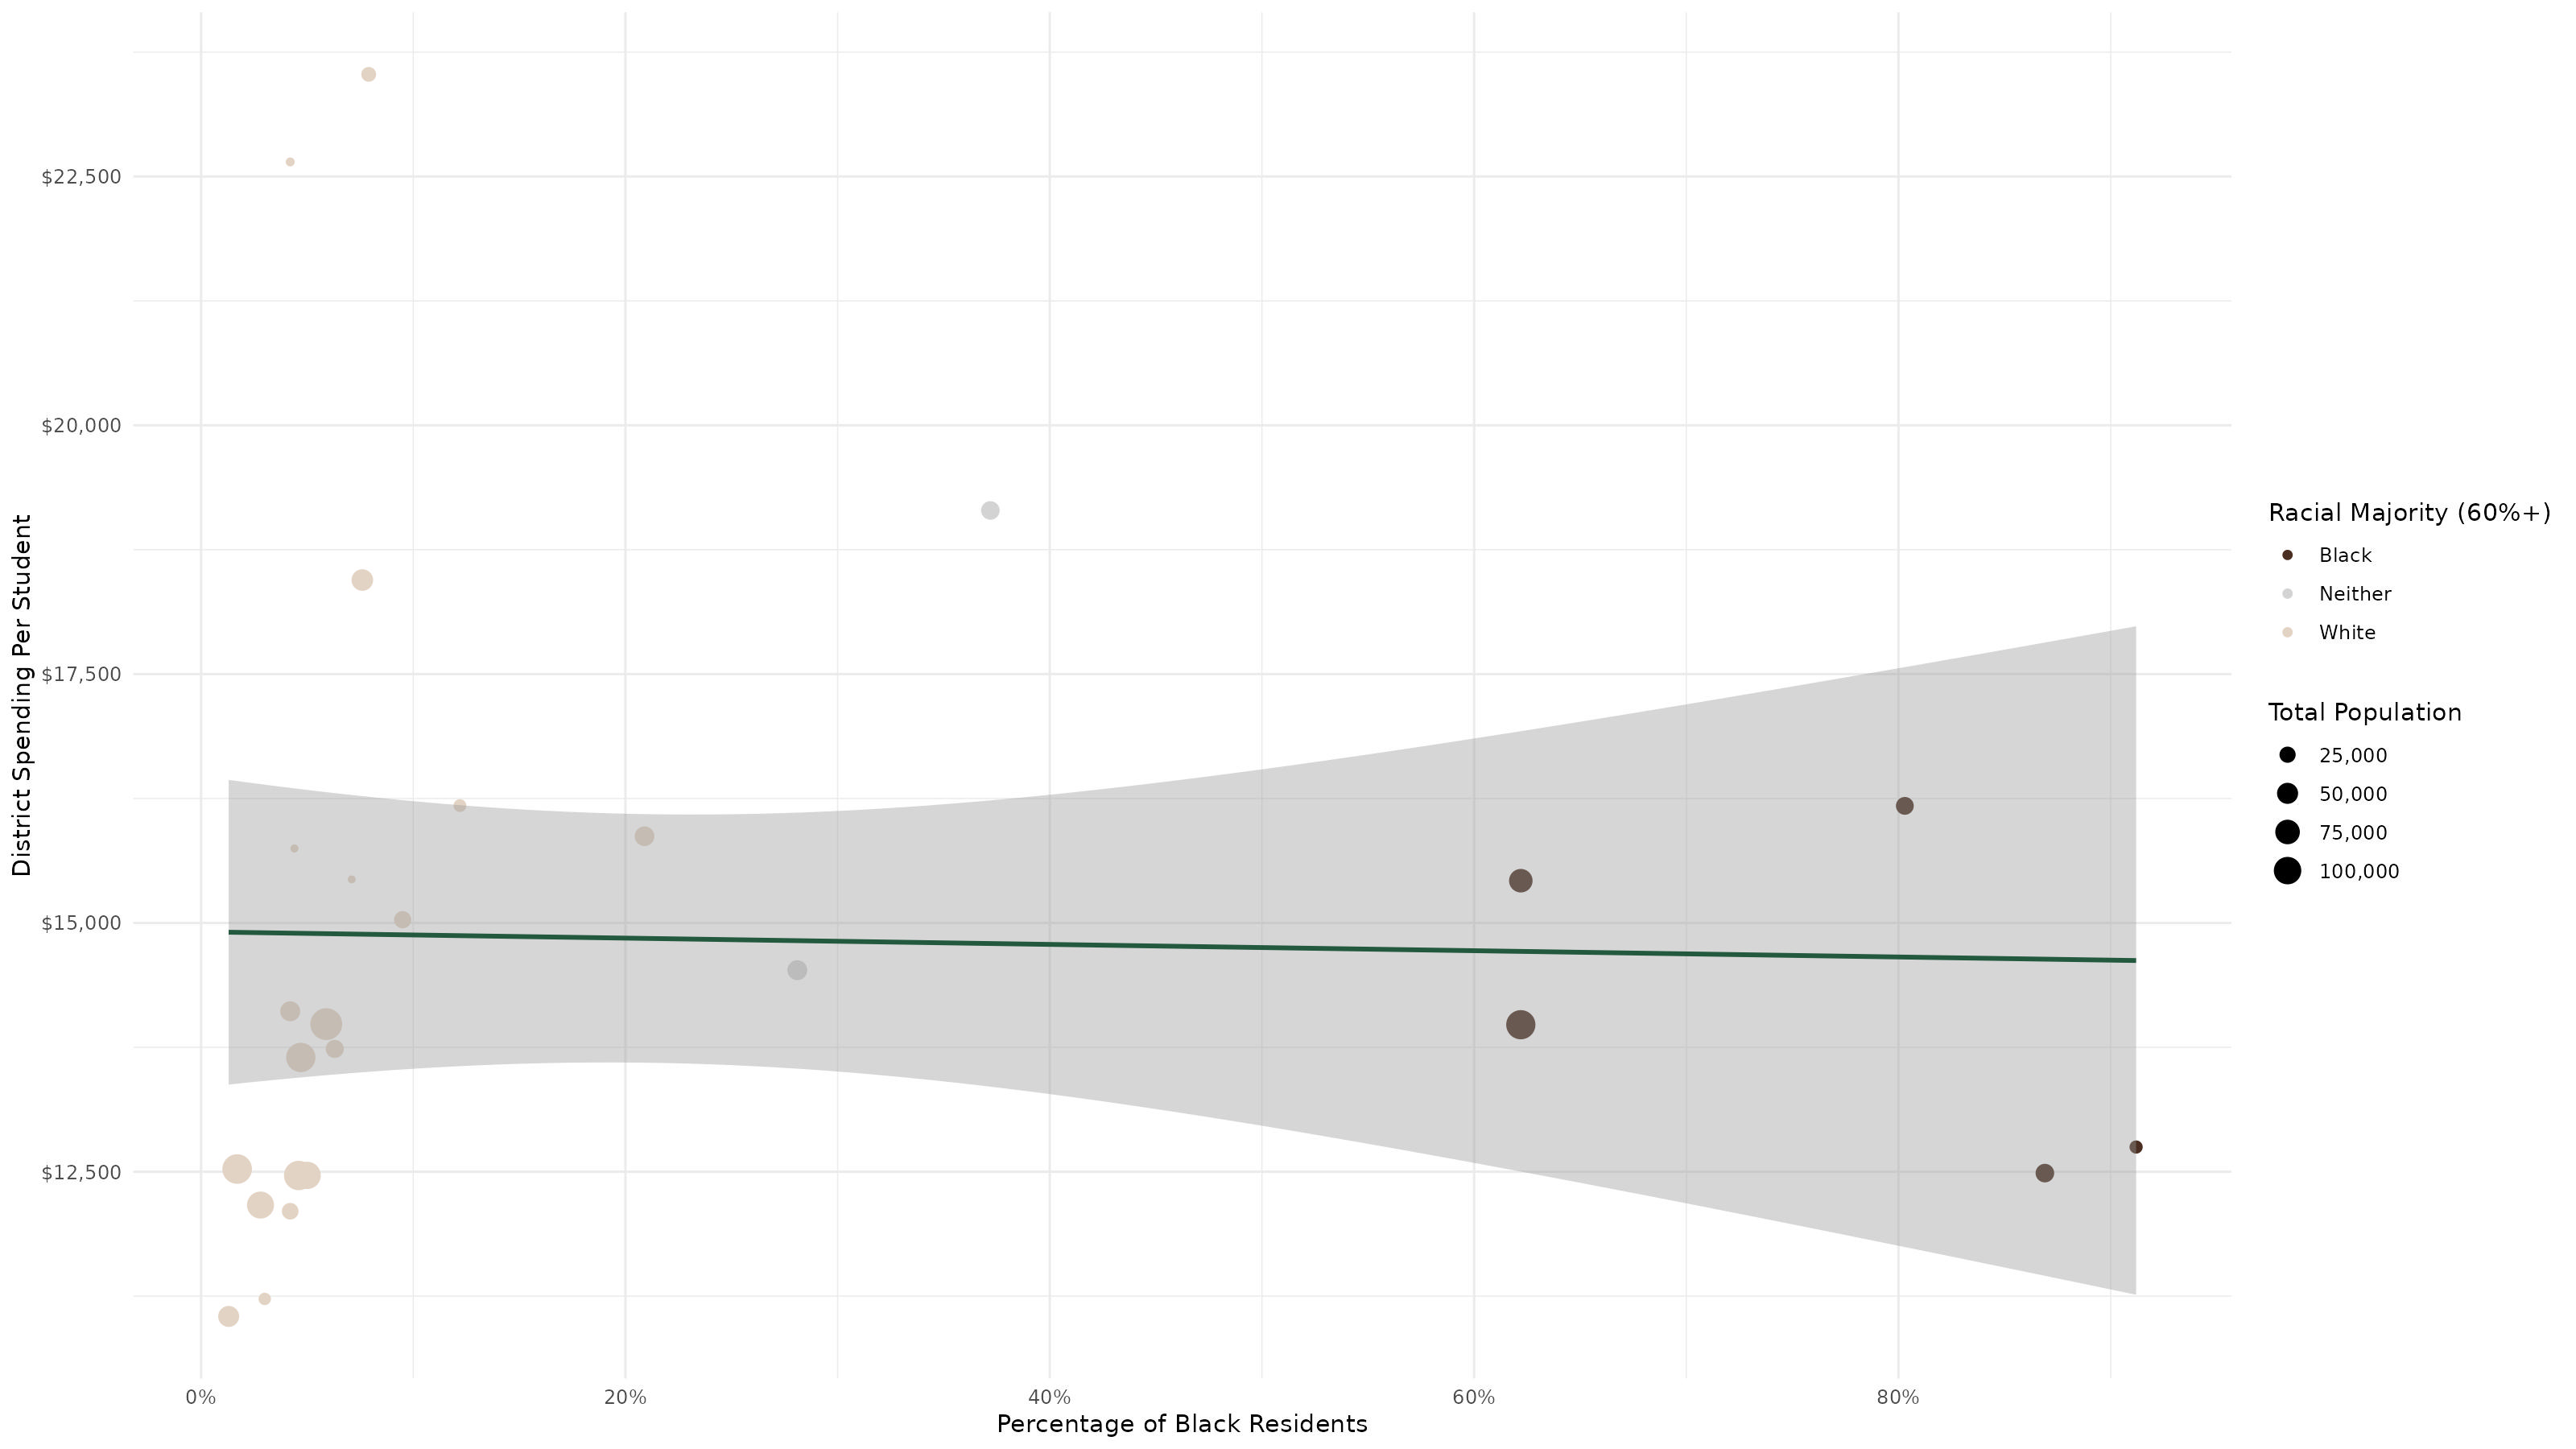 $22,500
$20,000
$17,500
$15,000
$12,500
District Spending Per Student
0%
20%
40%
60%
80%
Percentage of Black Residents
Racial Majority (60%+)
Black
Neither
White
Total Population
25,000
50,000
75,000
100,000